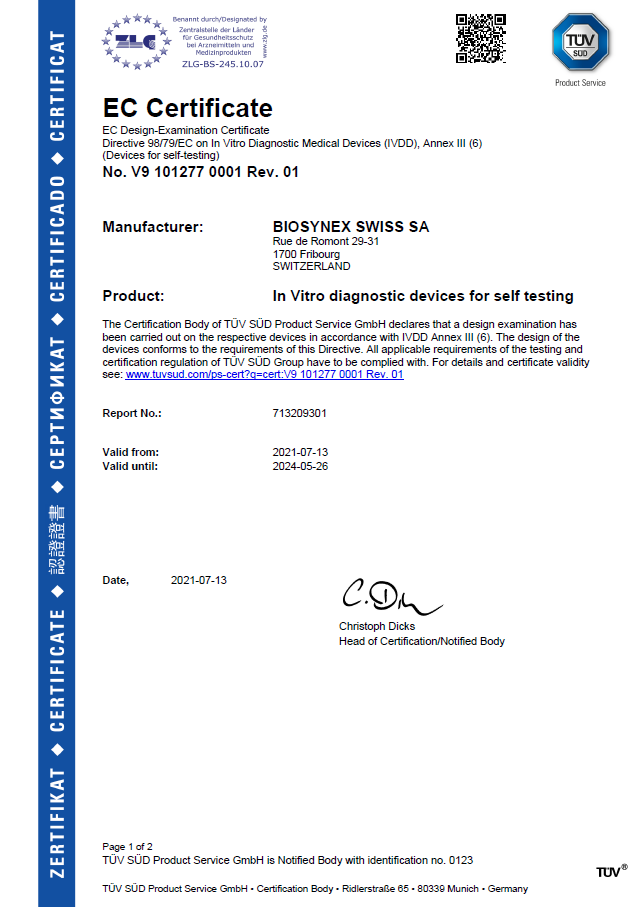 ZERTIFIKAT ◆ CERTIFICATE ◆ 認證證書 ◆ СЕРТИФИКАТ ◆ CERTIFICADO ◆ CERTIFICAT
ZLG
Benannt durch/Designated by
Zentralstelle der Länder
für Gesundheitsschutz
bei Arzneimitteln und
Medizinprodukten
ZLG-BS-245.10.07
www.zlg.de
TÜV
SÜD
Product Service
EC Certificate
EC Design-Examination Certificate
Directive 98/79/EC on In Vitro Diagnostic Medical Devices (IVDD), Annex III (6)
(Devices for self-testing)
No. V9 101277 0001 Rev. 01
Manufacturer: BIOSYNEX SWISS SA
Rue de Romont 29-31
1700 Fribourg
SWITZERLAND
Product: In Vitro diagnostic devices for self testing
The Certification Body of TÜV SÜD Product Service GmbH declares that a design examination has
been carried out on the respective devices in accordance with IVDD Annex III (6). The design of the
devices conforms to the requirements of this Directive. All applicable requirements of the testing and
certification regulation of TÜV SÜD Group have to be complied with. For details and certificate validity
see: www.tuvsud.com/ps-cert?q=cert:V9 101277 0001 Rev. 01
Report No.: 713209301
Valid from: 2021-07-13
Valid until: 2024-05-26
Date, 2021-07-13
Christoph Dicks
Head of Certification/Notified Body
Page 1 of 2
TÜV SÜD Product Service GmbH is Notified Body with identification no. 0123
TÜV®
TÜV SÜD Product Service GmbH • Certification Body • Ridlerstraße 65 • 80339 Munich • Germany